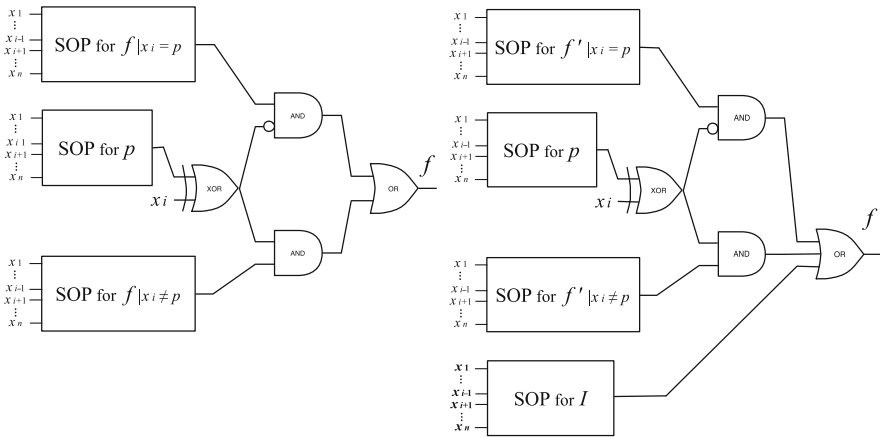 x1
⋮
xi-1
xi+1
⋮
xn
SOP for f|xi = p
x1
⋮
xi-1
xi+1
⋮
xn
SOP for p
xi
XOR
AND
AND
OR
f
x1
⋮
xi-1
xi+1
⋮
xn
SOP for f|xi ≠ p
x1
⋮
xi-1
xi+1
⋮
xn
SOP for f'|xi = p
x1
⋮
xi-1
xi+1
⋮
xn
SOP for p
xi
XOR
AND
AND
OR
f
x1
⋮
xi-1
xi+1
⋮
xn
SOP for f'|xi ≠ p
x1
⋮
xi-1
xi+1
⋮
xn
SOP for I